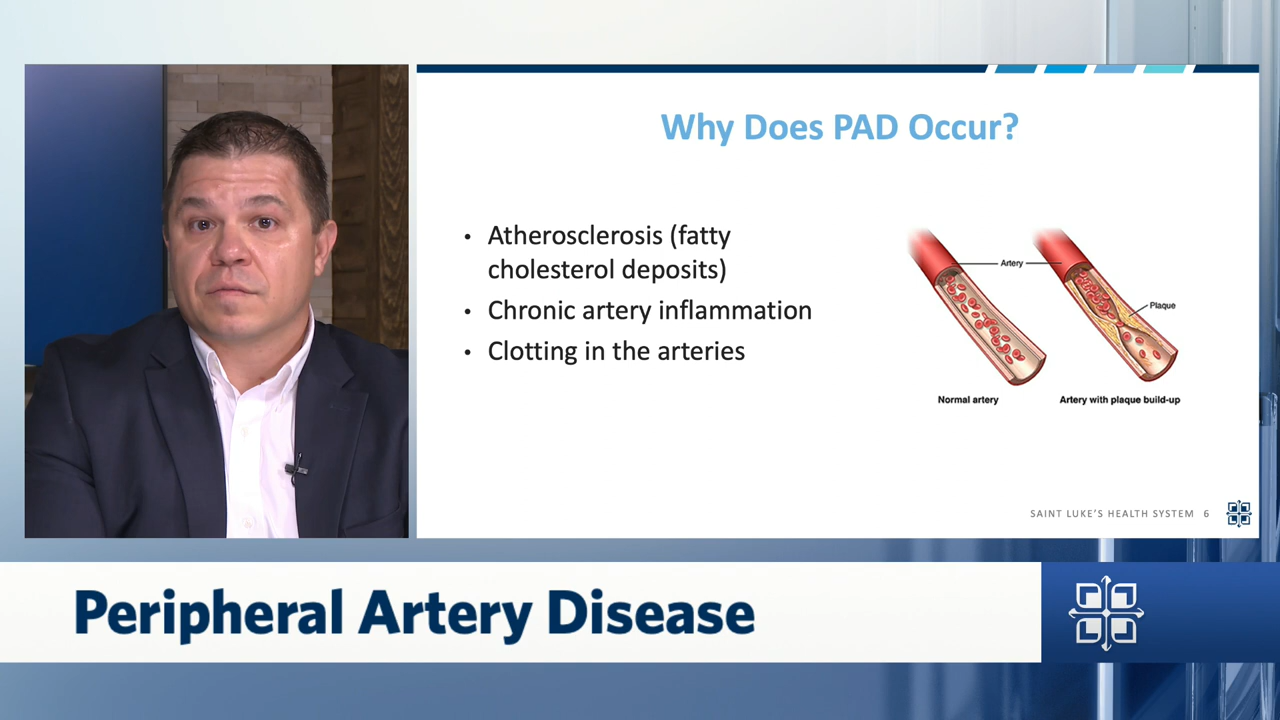 Why Does PAD Occur?
• Atherosclerosis (fatty
cholesterol deposits)
• Chronic artery inflammation
• Clotting in the arteries
Artery
Plaque
Normal artery
Artery with plaque build-up
SAINT LUKE'S HEALTH SYSTEM 6
Peripheral Artery Disease